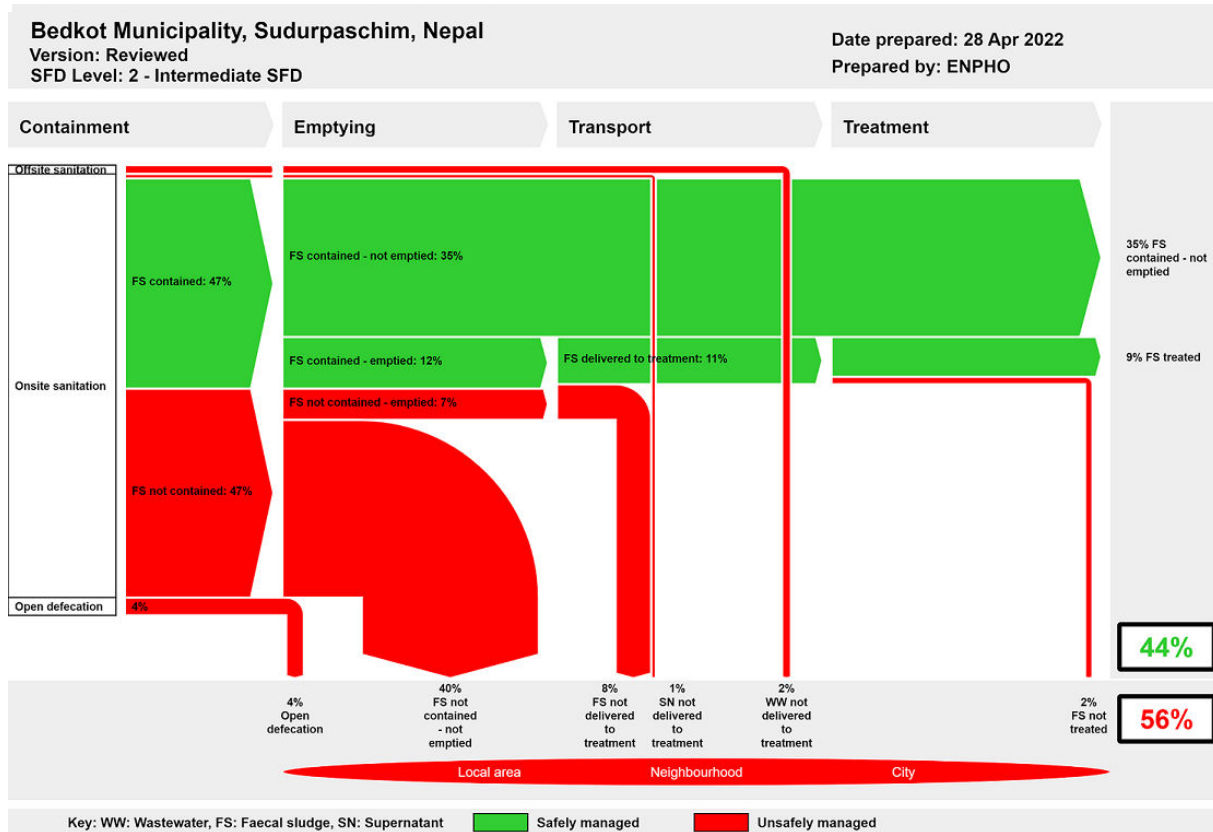 Bedkot Municipality, Sudurpaschim, Nepal
Version: Reviewed
SFD Level: 2 - Intermediate SFD
Date prepared: 28 Apr 2022
Prepared by: ENPHO
Containment
Emptying
Transport
Treatment
Offsite sanitation
Onsite sanitation
Open defecation
FS contained: 47%
FS not contained: 47%
4%
FS contained - not emptied: 35%
FS contained - emptied: 12%
FS not contained - emptied: 7%
FS delivered to treatment: 11%
35% FS
contained - not
emptied
9% FS treated
44%
56%
4%
Open
defecation
40%
FS not
contained
- not
emptied
8%
FS not
delivered
to
treatment
1%
SN not
delivered
to
treatment
2%
WW not
delivered
to
treatment
2%
FS not
treated
Local area
Neighbourhood
City
Key: WW: Wastewater, FS: Faecal sludge, SN: Supernatant
Safely managed
Unsafely managed